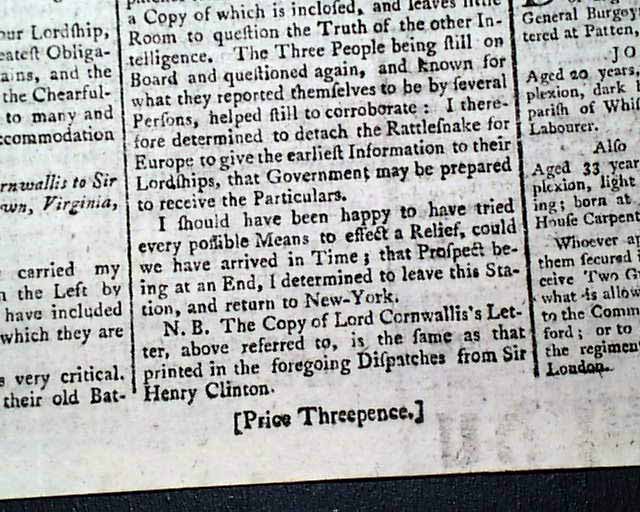 our Lordship,
Obliga-
ains, and the
the Chearful-
to many and
ccommodation
rnwallis to Sir
own, Virginia,
carried my
the Left by
have included
which they are
very critical.
their old Bat-
a Copy of which is incloſed, and leaves little
Room to queſtion the Truth of the other In-
telligence. The Three People being ſtill on
Board and queſtioned again, and known for
what they reported themſelves to be by ſeveral
Perſons, helped ſtill to corroborate: I there-
fore determined to detach the Rattleſnake for
Europe to give the earlieſt Information to their
Lordſhips, that Government may be prepared
to receive the Particulars.
I ſhould have been happy to have tried
every poſſible Means to effect a Relief, could
we have arrived in Time; that Proſpect be-
ing at an End, I determined to leave this Sta-
tion, and return to New-York.
N. B. The Copy of Lord Cornwallis's Let-
ter, above referred to, is the ſame as that
printed in the foregoing Diſpatches from Sir
Henry Clinton.
[Price Threepence.]
General Burgoy
tered at Patten,
JO
Aged 20 years,
plexion, dark
pariſh of Whi
Labourer.
Alſo
Aged 33 year
plexion, light
ing; born at
Houſe Carpent
Whoever ap
them ſecured
ceive Two G
what is allow
to the Comm
ford; or to
the regiment
London.